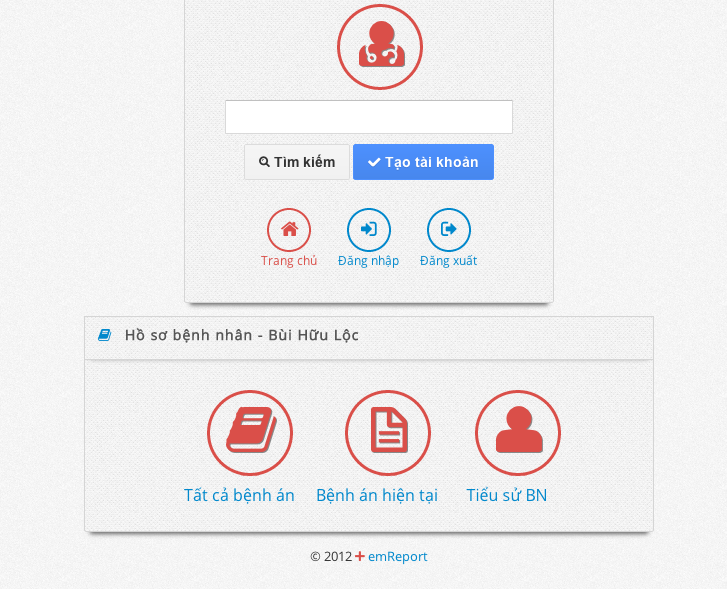 Tìm kiếm
Tạo tài khoản
Trang chủ
Đăng nhập
Đăng xuất
Hồ sơ bệnh nhân - Bùi Hữu Lộc
Tất cả bệnh án
Bệnh án hiện tại
Tiểu sử BN
© 2012 emReport